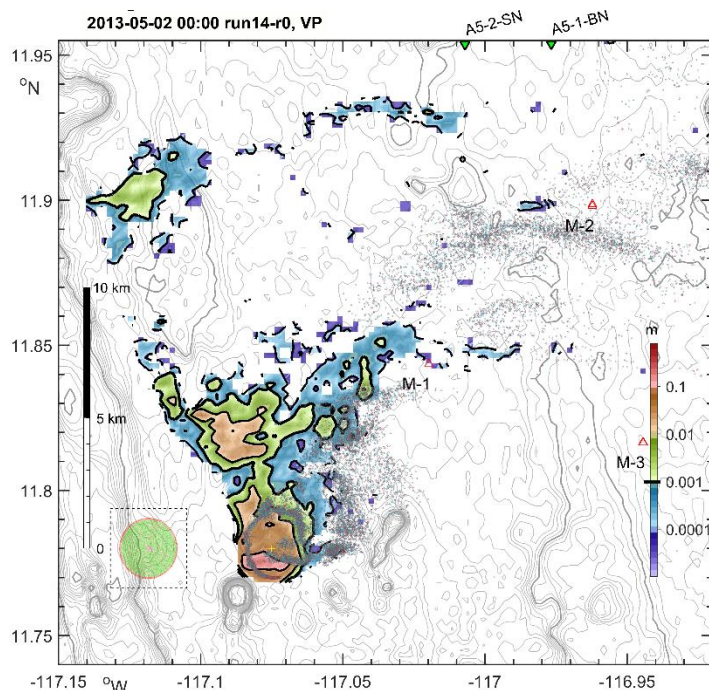 2013-05-02 00:00 run14-r0, VP
A5-2-SN
A5-1-BN
11.95
°N
11.9
M-2
10 km
11.85
m
M-1
0.1
5 km
0.01
M-3
11.8
0.001
0.0001
0
11.75
-117.15
°W
-117.1
-117.05
-117
-116.95